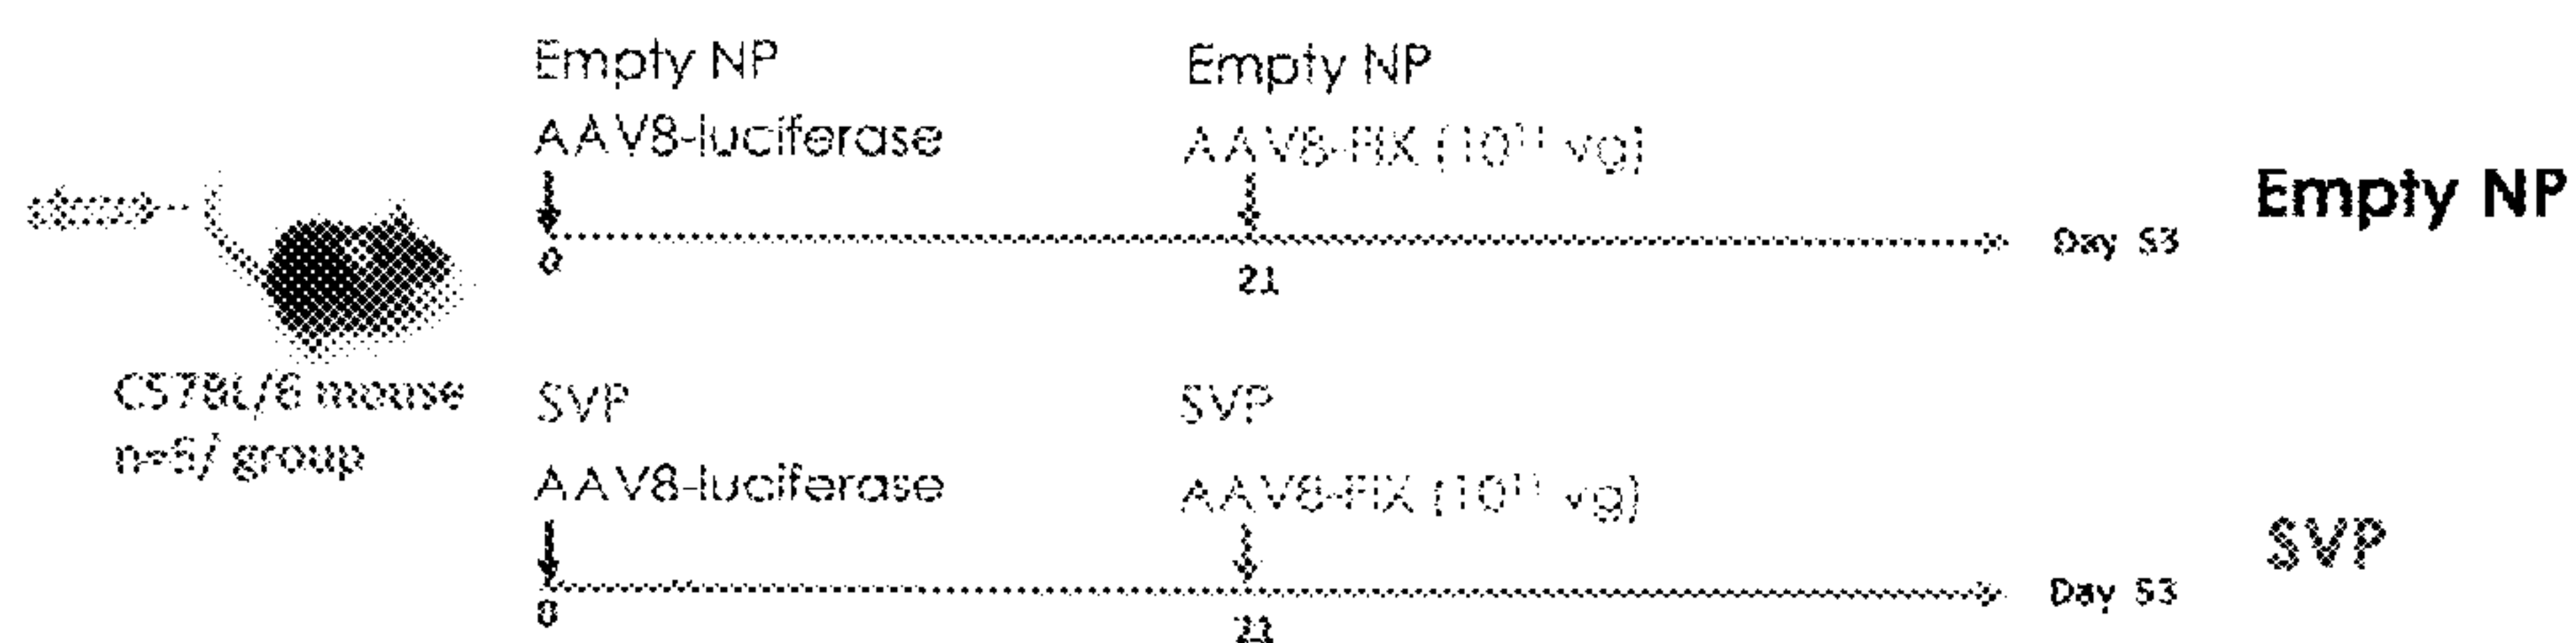 Empty NP
AAV8-luciferase
Empty NP
AAV8-FIX (10¹¹ vg)
0
21
Day 53
Empty NP
C57BL/6 mouse
n=5/ group
SVP
AAV8-luciferase
SVP
AAV8-FIX (10¹¹ vg)
0
21
Day 53
SVP